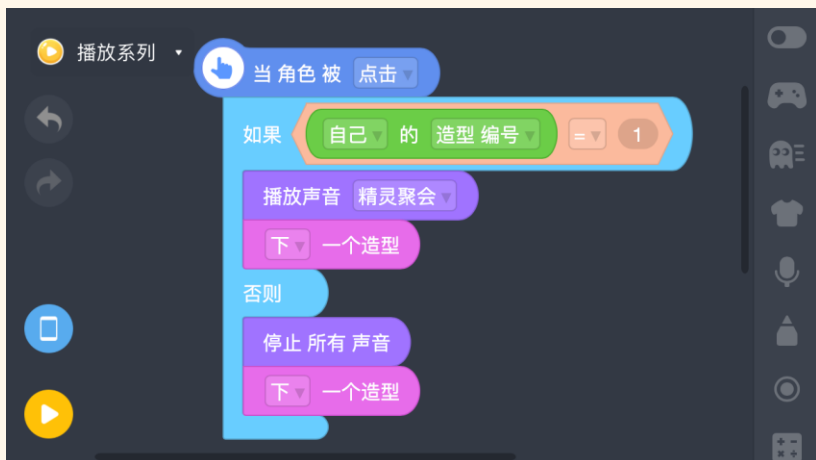 播放系列
当 角色 被 点击
如果 自己 的 造型 编号 = 1
播放声音 精灵聚会
下 一个造型
否则
停止 所有 声音
下 一个造型